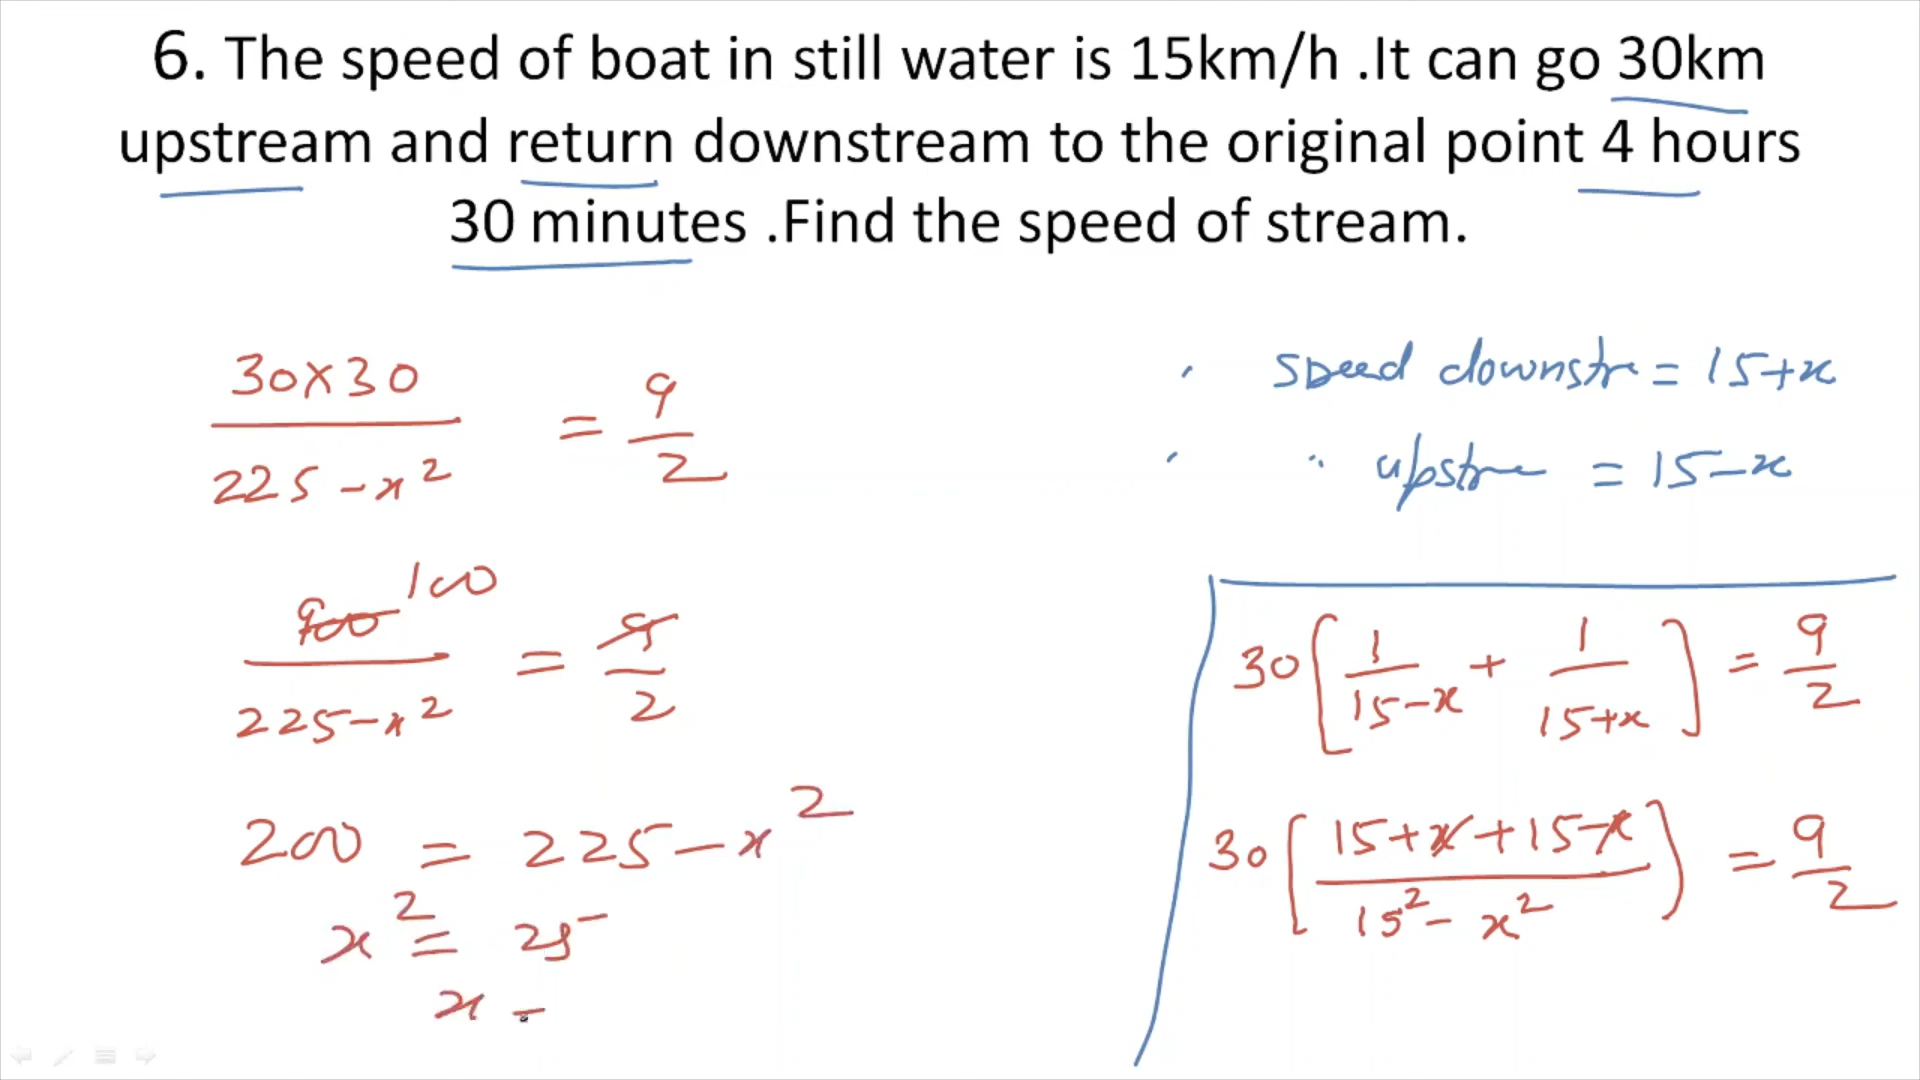 6. The speed of boat in still water is 15km/h .It can go 30km
upstream and return downstream to the original point 4 hours
30 minutes .Find the speed of stream.
speed downstre = 15+x
" upstre = 15-x
30[1/(15-x) + 1/(15+x)] = 9/2
30((15+x+15-x)/(15²-x²)) = 9/2
30×30/(225-x²) = 9/2
900 100/(225-x²) = 9/2
200 = 225-x²
x² = 25
x -